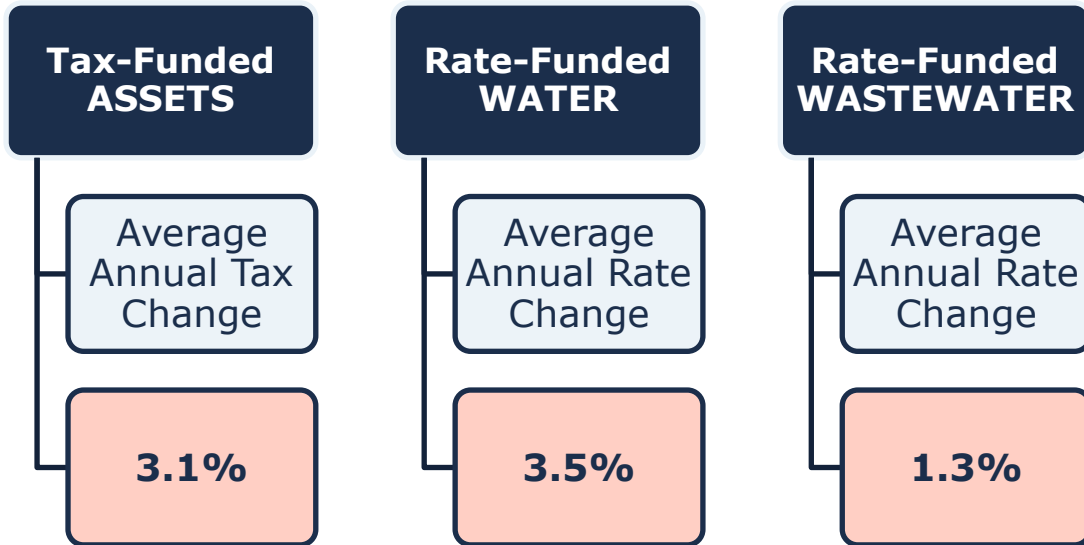 Tax-Funded
ASSETS
Average
Annual Tax
Change
3.1%
Rate-Funded
WATER
Average
Annual Rate
Change
3.5%
Rate-Funded
WASTEWATER
Average
Annual Rate
Change
1.3%